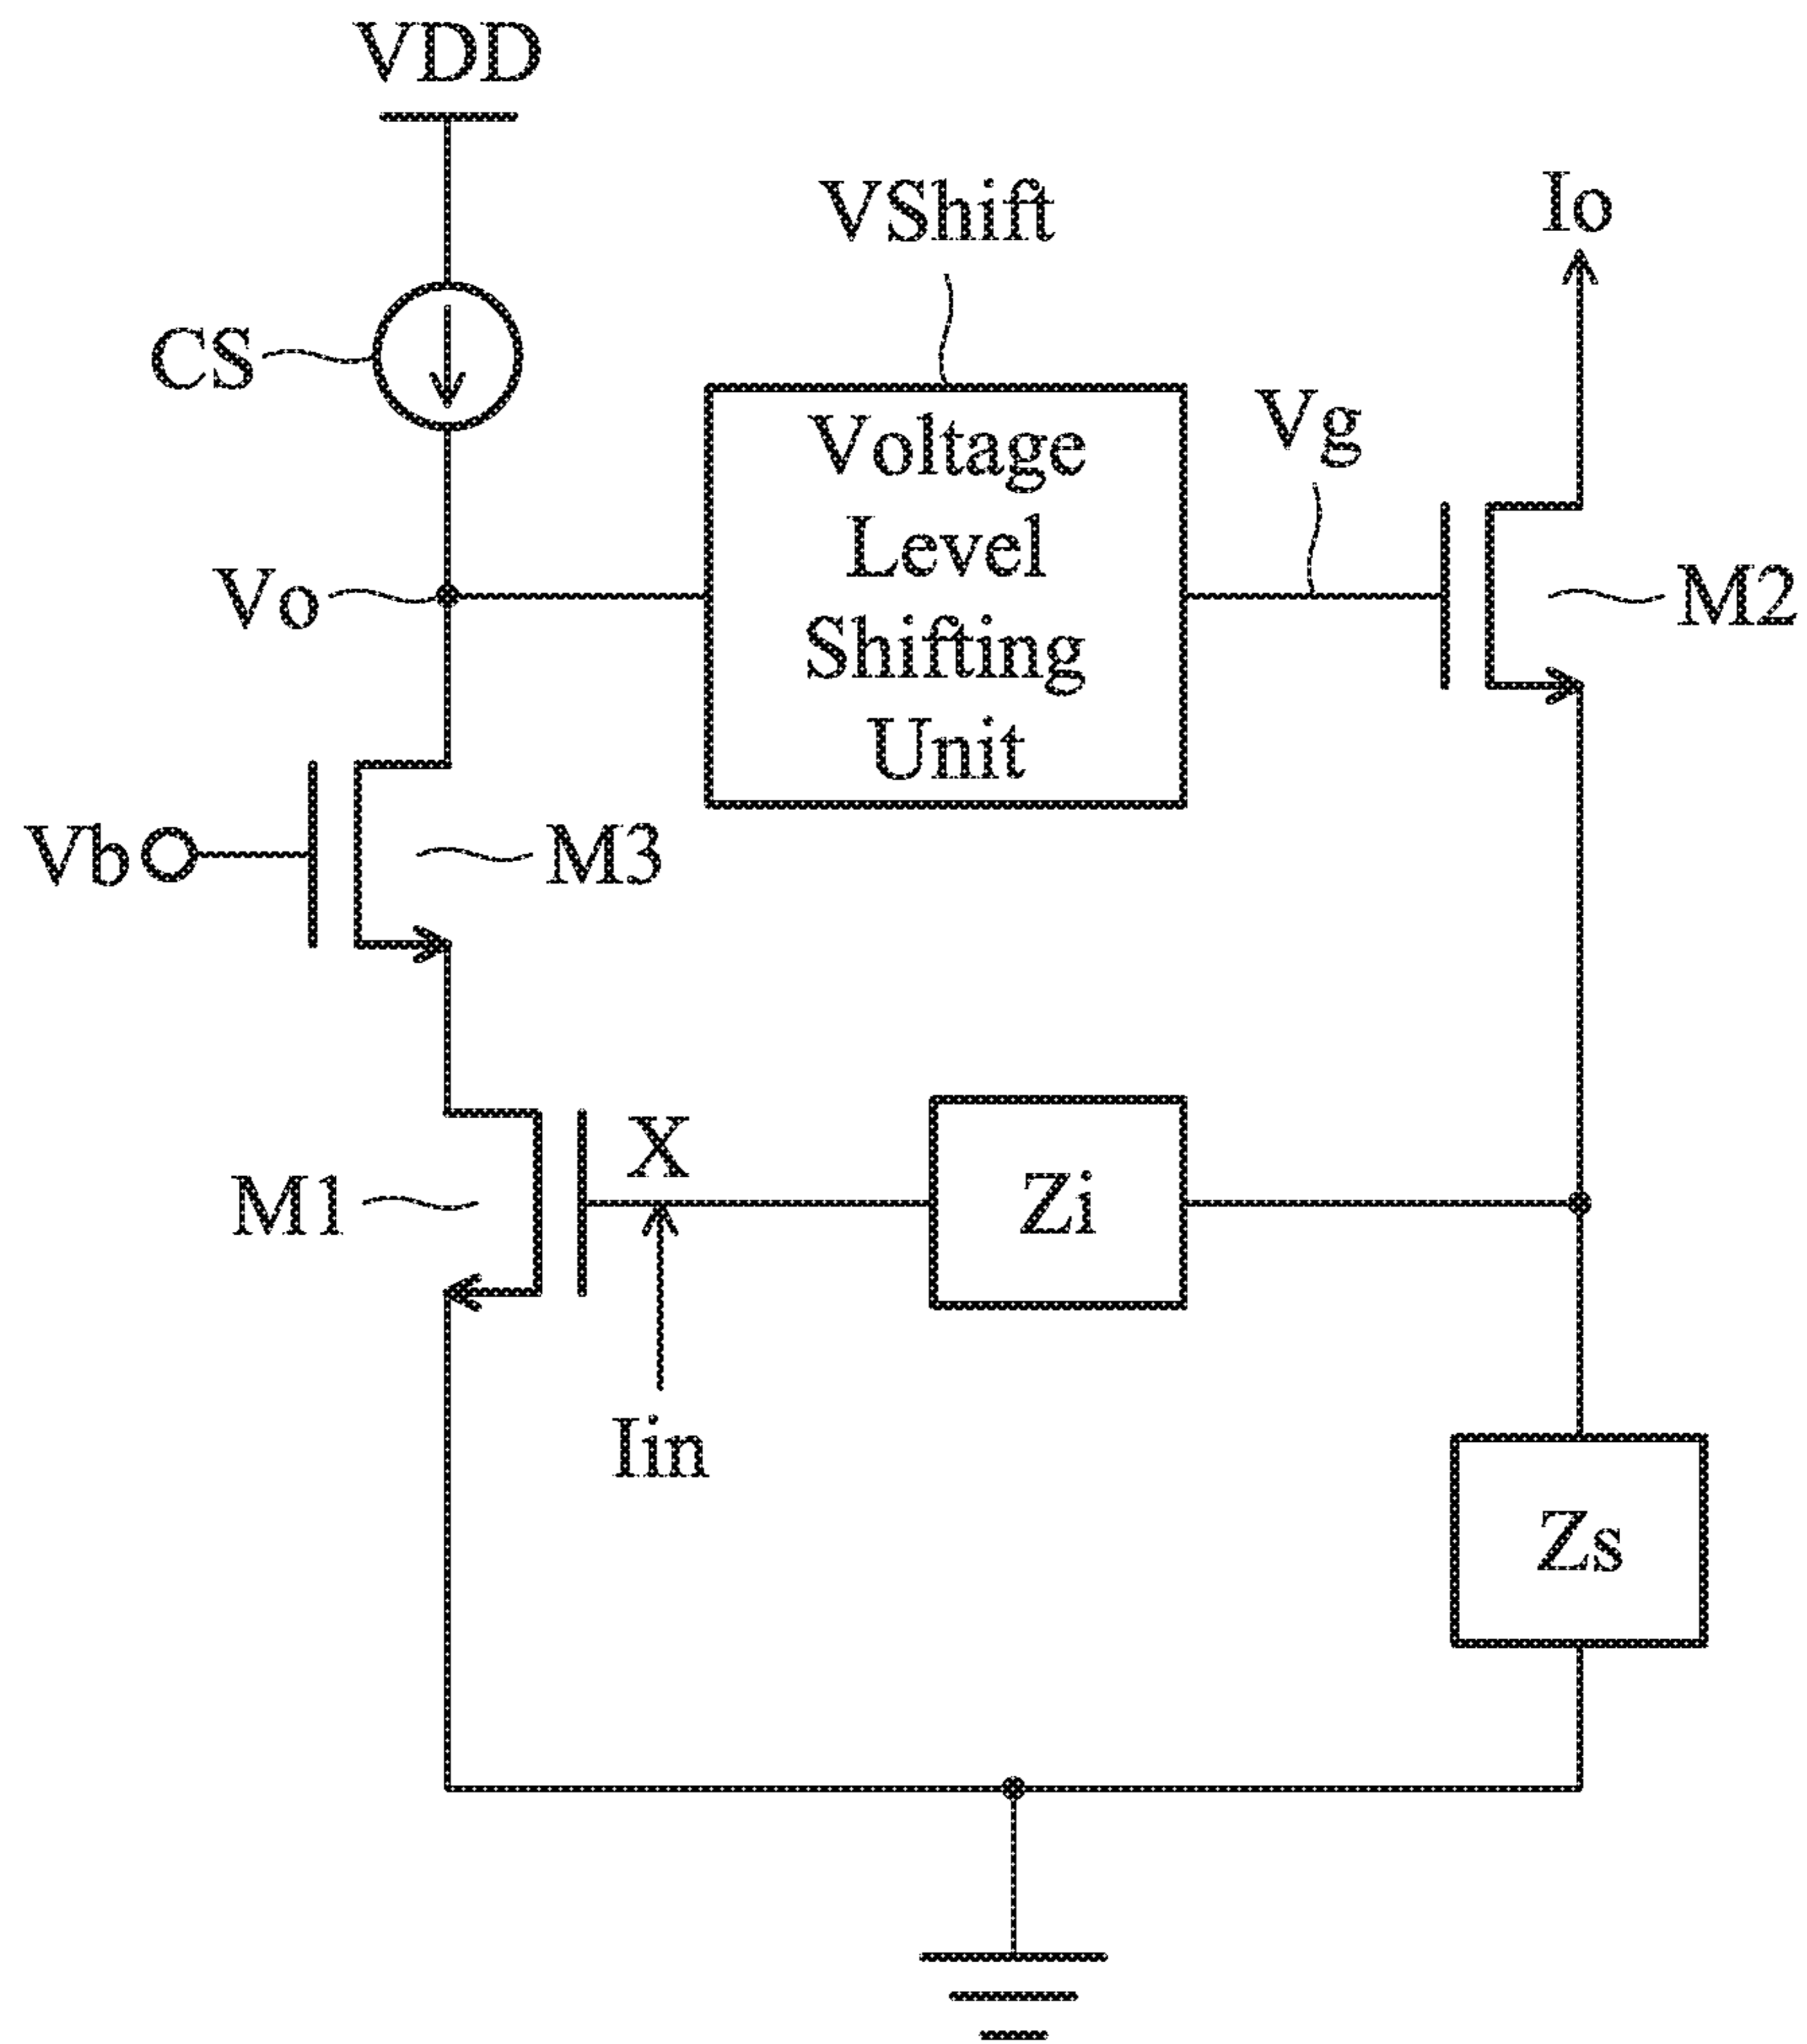 VDD
VShift
Io
CS
Voltage
Level
Shifting
Unit
Vg
Vo
M2
Vb
M3
X
M1
Zi
Iin
Zs